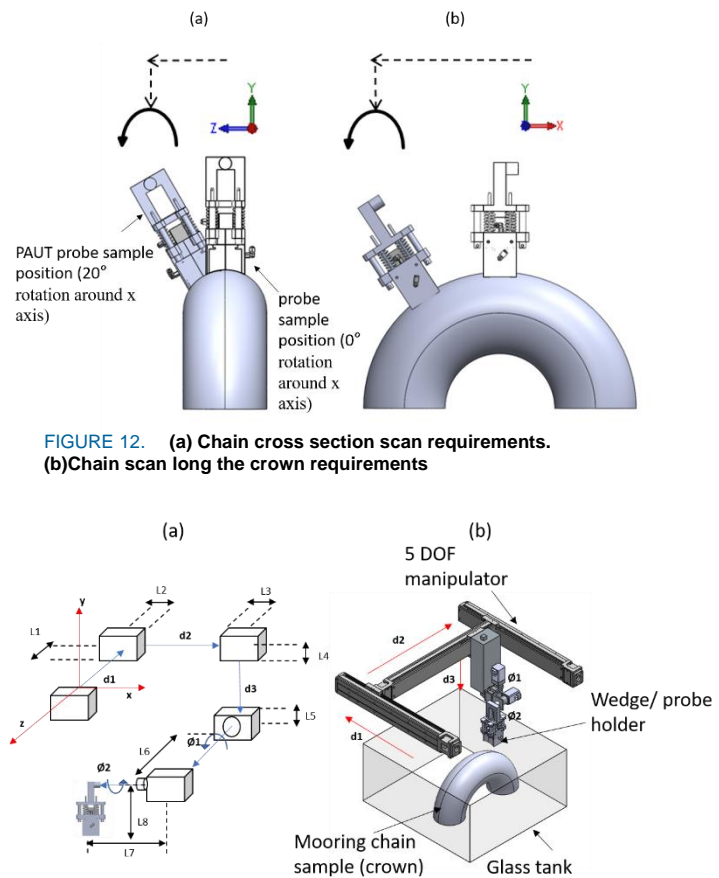 (a)
(b)
Y
Z
Y
X
PAUT probe sample
position (20°
rotation around x
axis)
probe
sample
position (0°
rotation
around x
axis)
FIGURE 12. (a) Chain cross section scan requirements.
(b)Chain scan long the crown requirements
(a)
(b)
5 DOF
manipulator
L2
L3
y
L1
d2
L4
d1
x
d3
z
L5
Ø1
L6
Ø2
L8
L7
d2
d3
Ø1
Ø2
d1
Wedge/ probe
holder
Mooring chain
sample (crown)
Glass tank